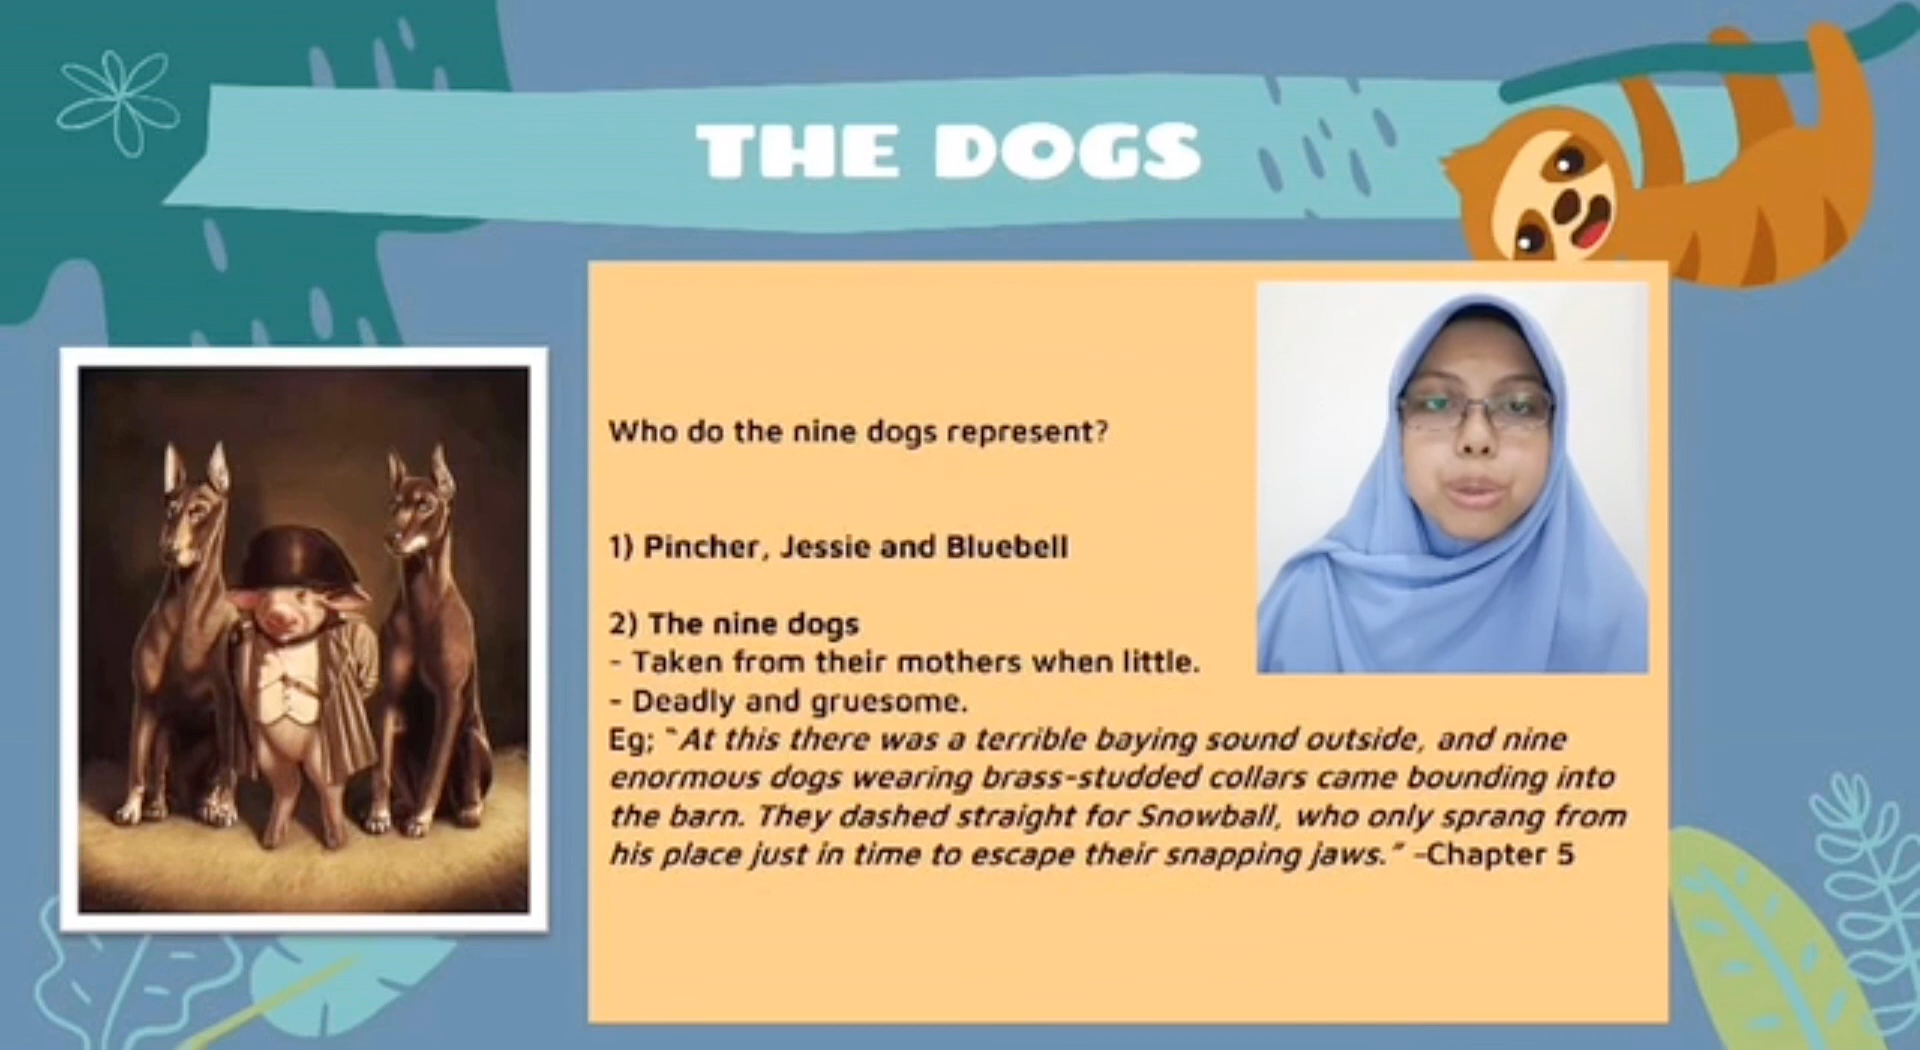 THE DOGS
Who do the nine dogs represent?
1) Pincher, Jessie and Bluebell
2) The nine dogs
- Taken from their mothers when little.
- Deadly and gruesome.
Eg; "At this there was a terrible baying sound outside, and nine
enormous dogs wearing brass-studded collars came bounding into
the barn. They dashed straight for Snowball, who only sprang from
his place just in time to escape their snapping jaws." -Chapter 5